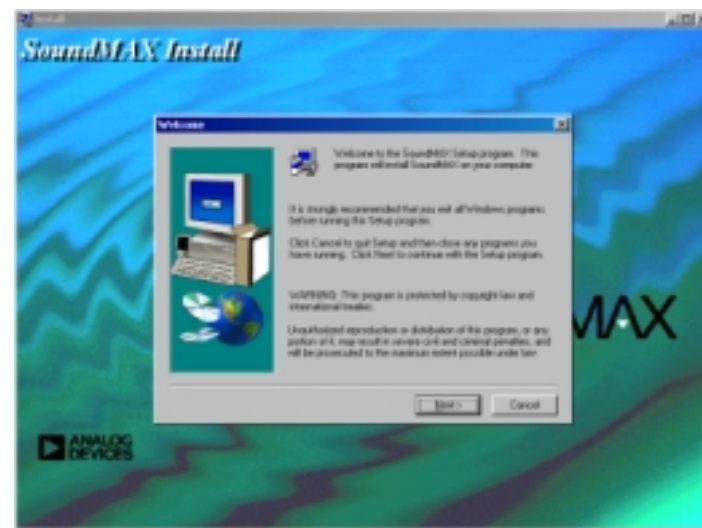 Install
SoundMAX Install
Welcome
Welcome to the SoundMAX Setup program. This
program will install SoundMAX on your computer.
It is strongly recommended that you exit all Windows programs
before running this Setup program.
Click Cancel to quit Setup and then close any programs you
have running. Click Next to continue with the Setup program.
WARNING: This program is protected by copyright law and
international treaties.
Unauthorized reproduction or distribution of this program, or any
portion of it, may result in severe civil and criminal penalties, and
will be prosecuted to the maximum extent possible under law.
MAX
Next >
Cancel
ANALOG
DEVICES